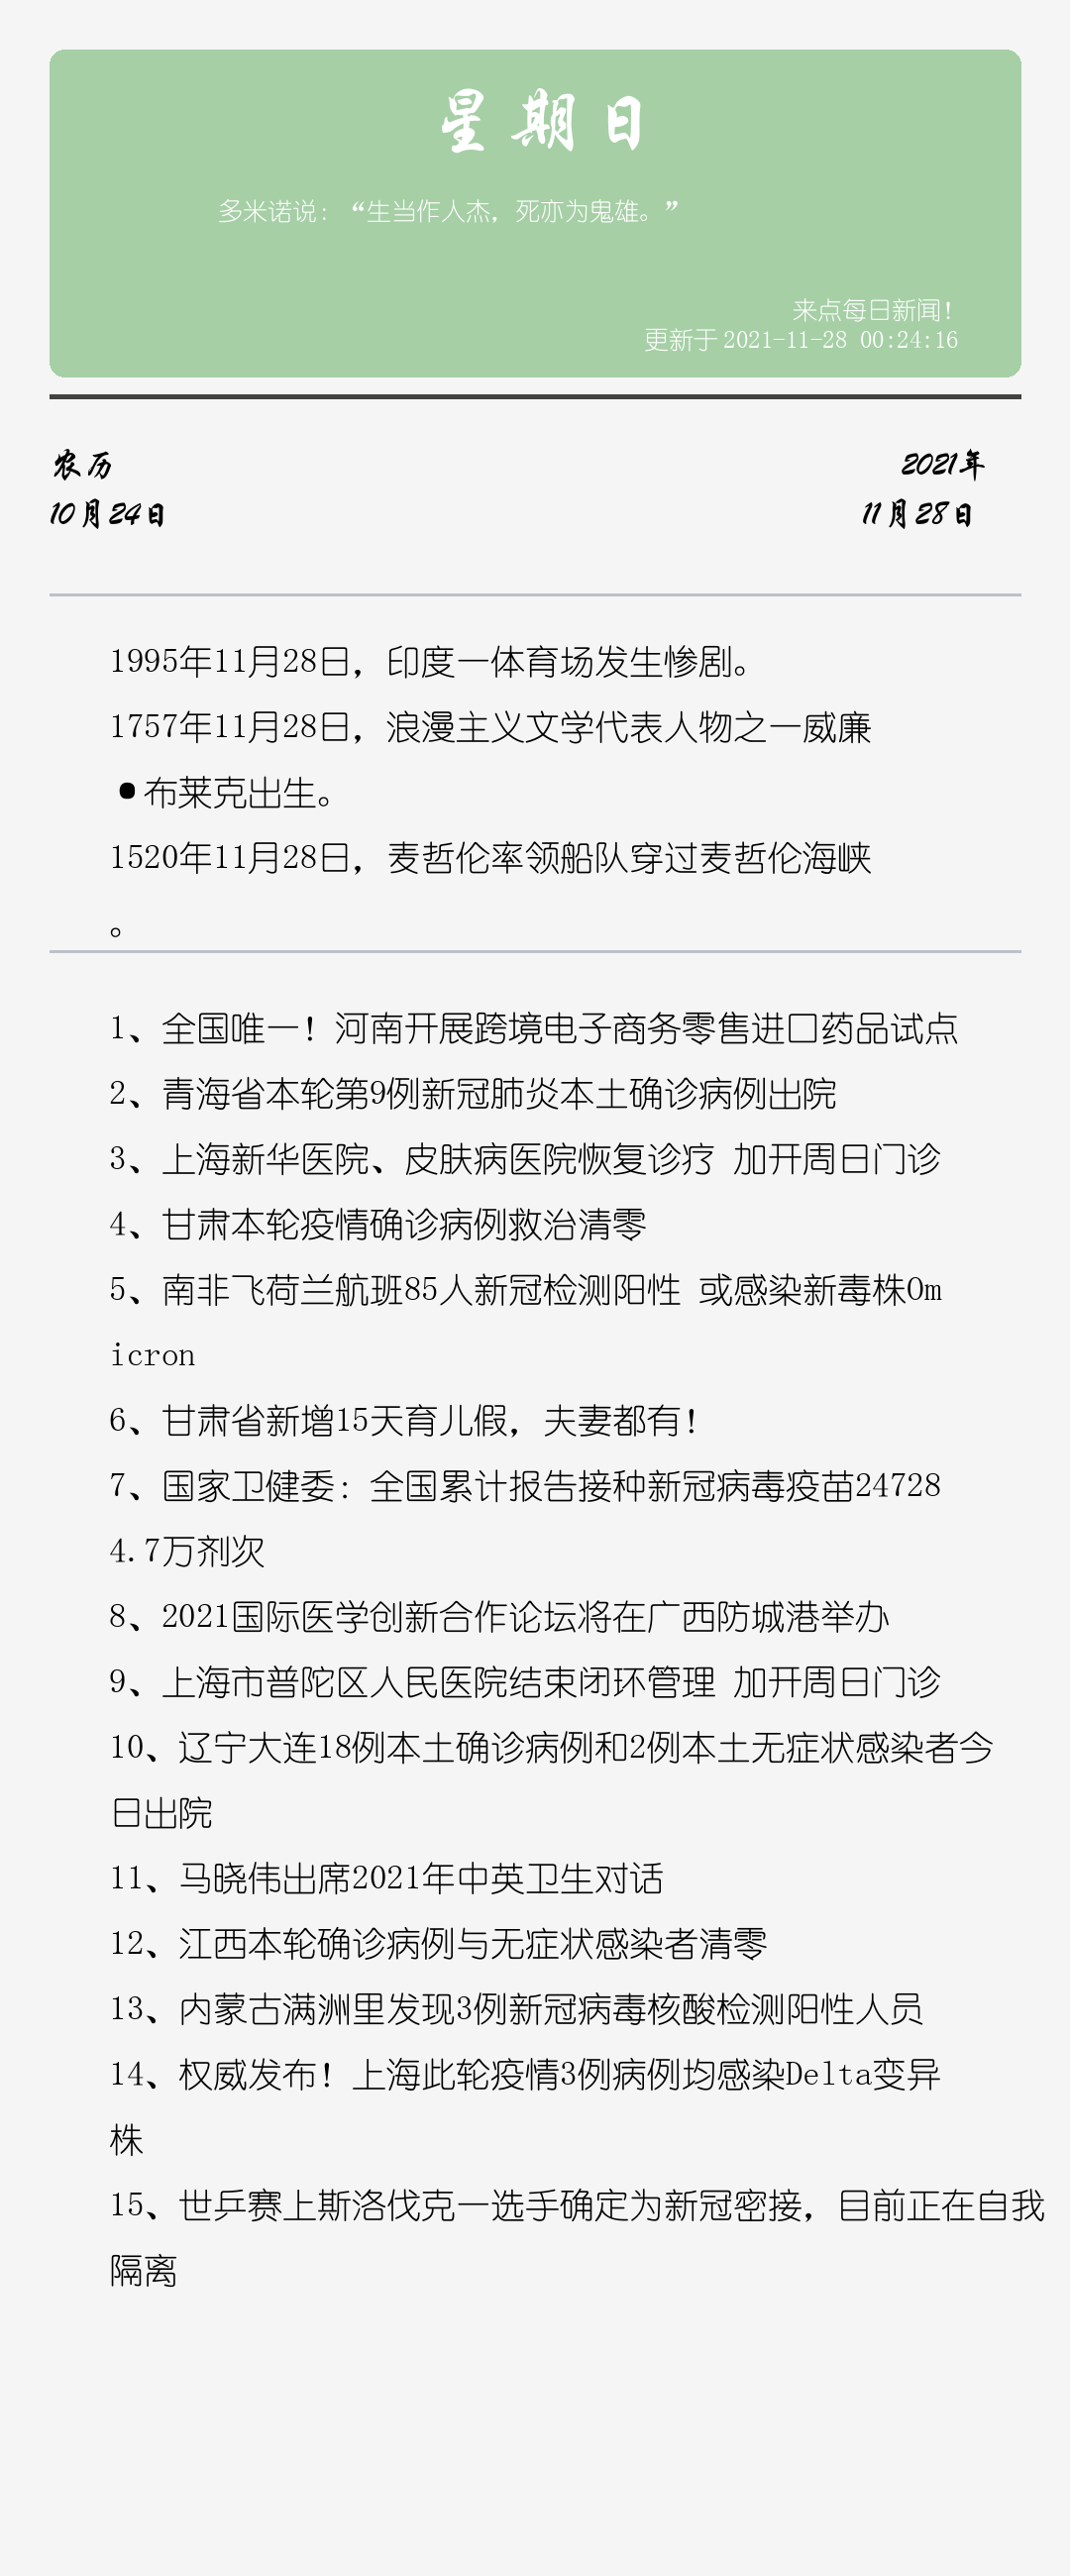 星期日
多米诺说：“生当作人杰，死亦为鬼雄。”
来点每日新闻！
更新于 2021-11-28 00:24:16
农历
2021年
10月24日
11月28日
1995年11月28日，印度一体育场发生惨剧。
1757年11月28日，浪漫主义文学代表人物之一威廉
•布莱克出生。
1520年11月28日，麦哲伦率领船队穿过麦哲伦海峡
。
1、全国唯一！河南开展跨境电子商务零售进口药品试点
2、青海省本轮第9例新冠肺炎本土确诊病例出院
3、上海新华医院、皮肤病医院恢复诊疗 加开周日门诊
4、甘肃本轮疫情确诊病例救治清零
5、南非飞荷兰航班85人新冠检测阳性 或感染新毒株Om
icron
6、甘肃省新增15天育儿假，夫妻都有！
7、国家卫健委：全国累计报告接种新冠病毒疫苗24728
4.7万剂次
8、2021国际医学创新合作论坛将在广西防城港举办
9、上海市普陀区人民医院结束闭环管理 加开周日门诊
10、辽宁大连18例本土确诊病例和2例本土无症状感染者今
日出院
11、马晓伟出席2021年中英卫生对话
12、江西本轮确诊病例与无症状感染者清零
13、内蒙古满洲里发现3例新冠病毒核酸检测阳性人员
14、权威发布！上海此轮疫情3例病例均感染Delta变异
株
15、世乒赛上斯洛伐克一选手确定为新冠密接，目前正在自我
隔离